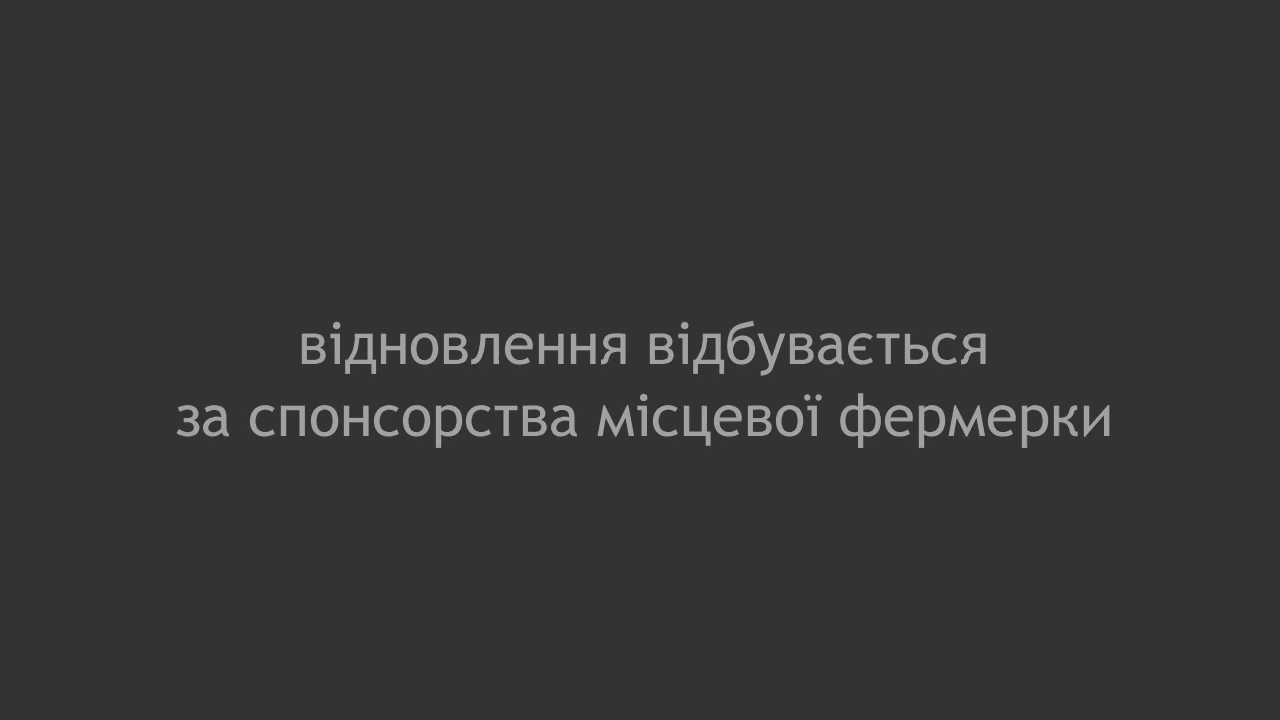 відновлення відбувається
за спонсорства місцевої фермерки